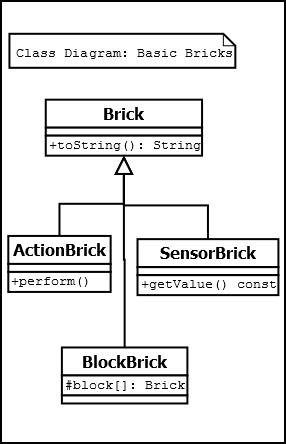 Class Diagram: Basic Bricks
Brick
+toString(): String
ActionBrick
+perform()
SensorBrick
+getValue() const
BlockBrick
#block[]: Brick